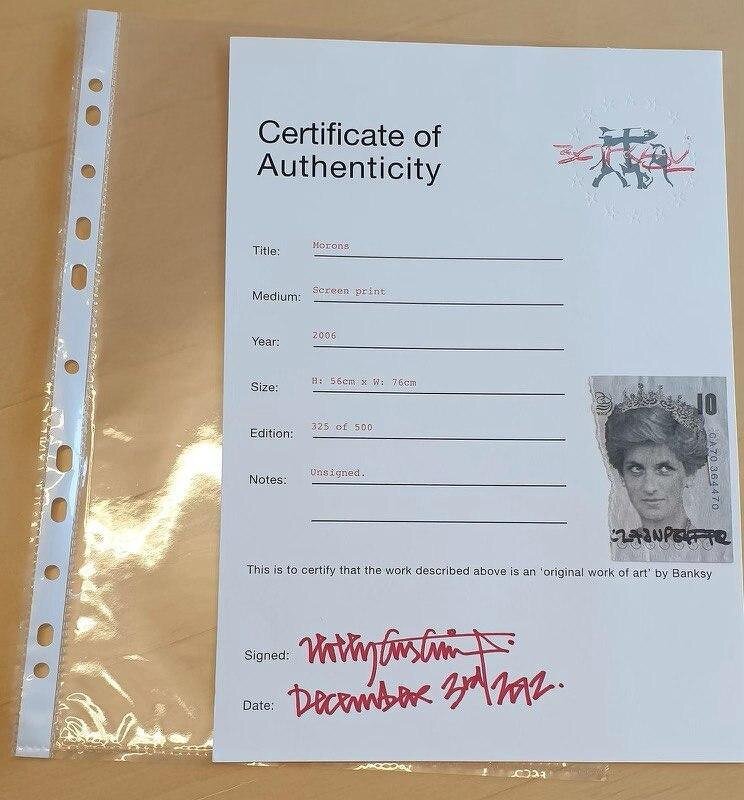 Certificate of
Authenticity
Title: Morons
Medium: Screen print
Year: 2006
Size: H: 56cm x W: 76cm
Edition: 325 of 500
Notes: Unsigned.
10
CA70 364470
This is to certify that the work described above is an ‘original work of art’ by Banksy
Signed:
Date: December 3rd 2012.